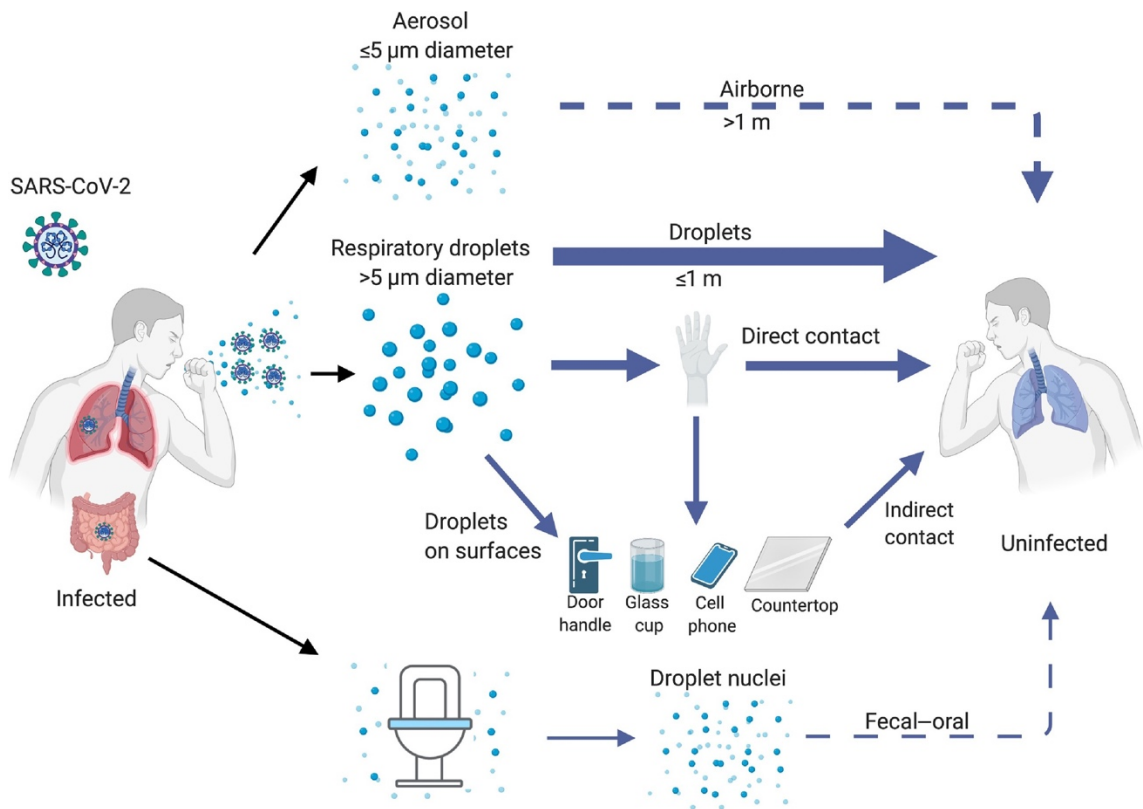 Aerosol
≤5 μm diameter
Airborne
>1 m
SARS-CoV-2
Respiratory droplets
>5 μm diameter
Droplets
≤1 m
Direct contact
Droplets
on surfaces
Indirect
contact
Uninfected
Infected
Door
handle
Glass
cup
Cell
phone
Countertop
Droplet nuclei
Fecal–oral